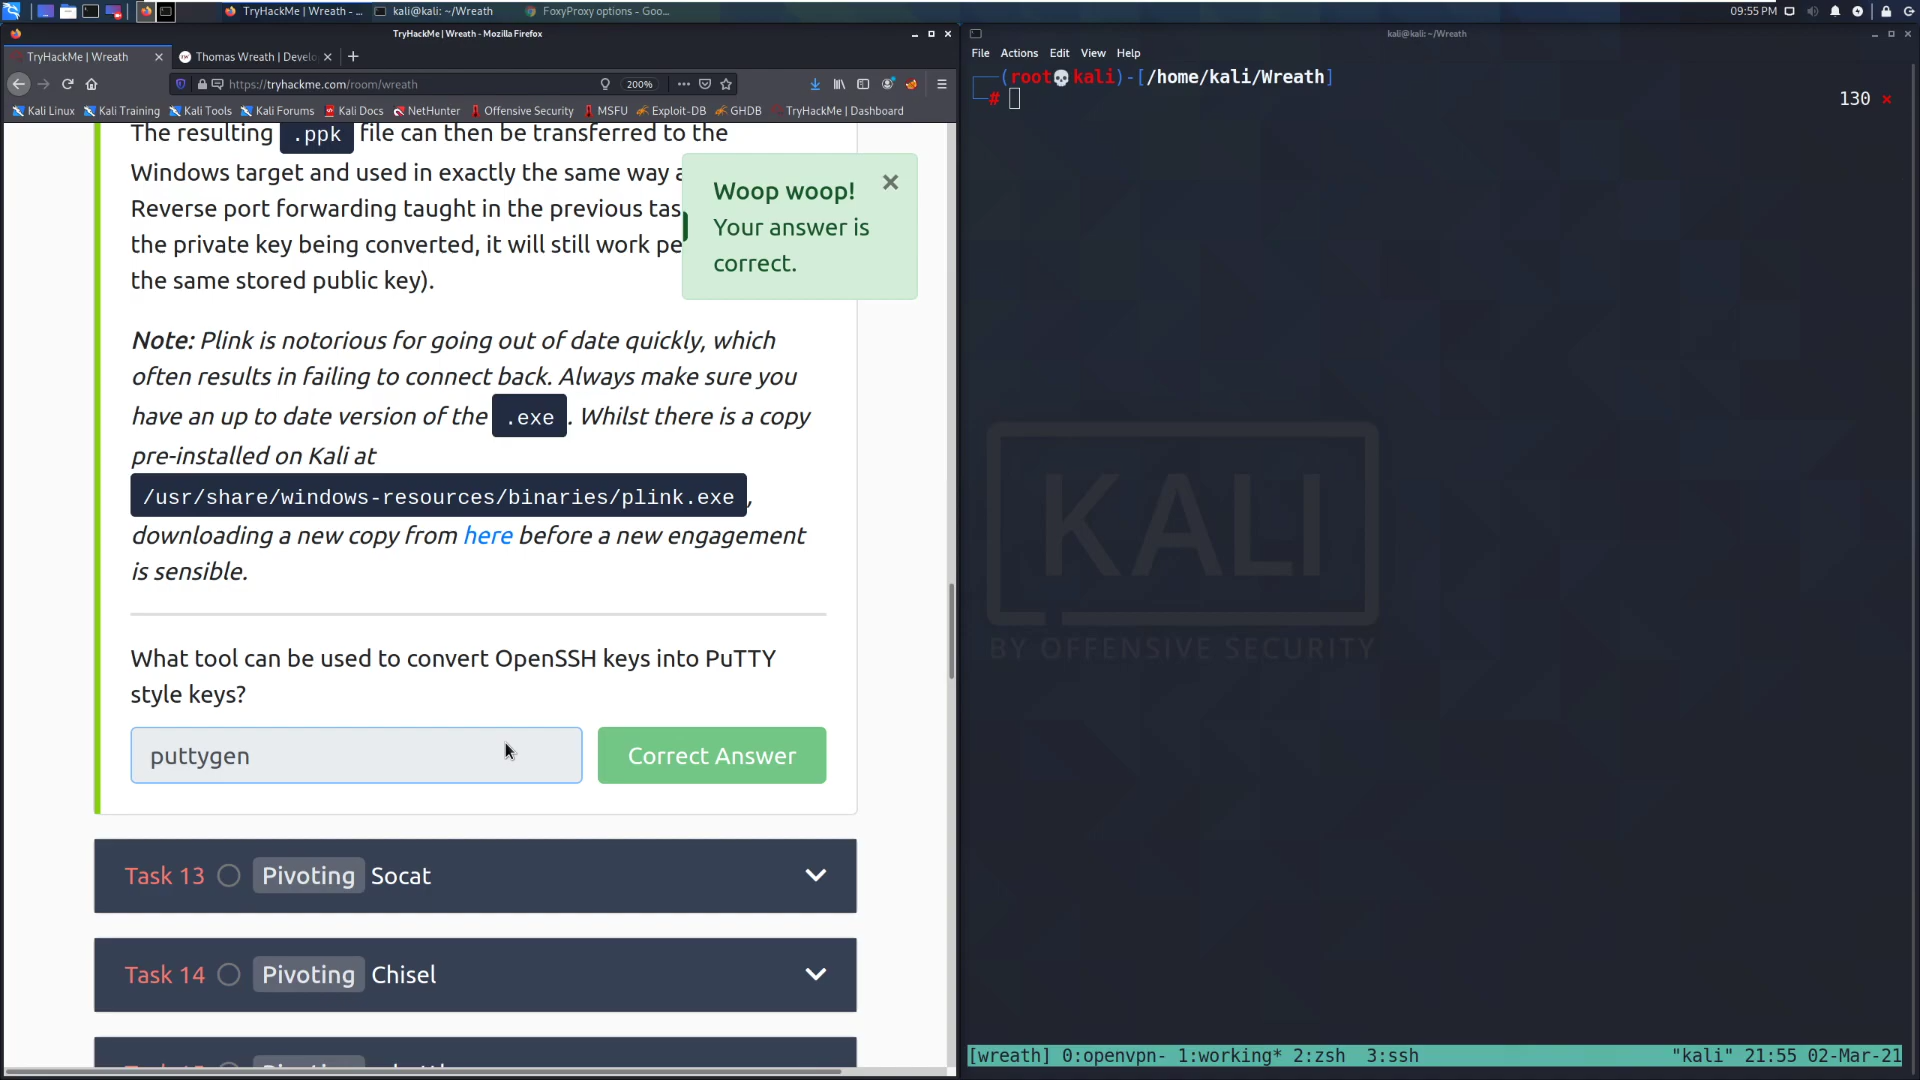 TryHackMe | Wreath - ...
kali@kali: ~/Wreath
FoxyProxy options - Goo...
09:55 PM
TryHackMe | Wreath - Mozilla Firefox
TryHackMe | Wreath
Thomas Wreath | Develo
https://tryhackme.com/room/wreath
200%
Kali Linux
Kali Training
Kali Tools
Kali Forums
Kali Docs
NetHunter
Offensive Security
MSFU
Exploit-DB
GHDB
TryHackMe | Dashboard
The resulting .ppk file can then be transferred to the
Windows target and used in exactly the same way a
Reverse port forwarding taught in the previous tas
the private key being converted, it will still work pe
the same stored public key).
Woop woop!
Your answer is
correct.
Note: Plink is notorious for going out of date quickly, which
often results in failing to connect back. Always make sure you
have an up to date version of the .exe. Whilst there is a copy
pre-installed on Kali at
/usr/share/windows-resources/binaries/plink.exe,
downloading a new copy from here before a new engagement
is sensible.
What tool can be used to convert OpenSSH keys into PuTTY
style keys?
puttygen
Correct Answer
Task 13 Pivoting Socat
Task 14 Pivoting Chisel
kali@kali: ~/Wreath
File Actions Edit View Help
(root💀kali)-[/home/kali/Wreath]
#
130 ×
KALI
BY OFFENSIVE SECURITY
[wreath] 0:openvpn- 1:working* 2:zsh 3:ssh
"kali" 21:55 02-Mar-21